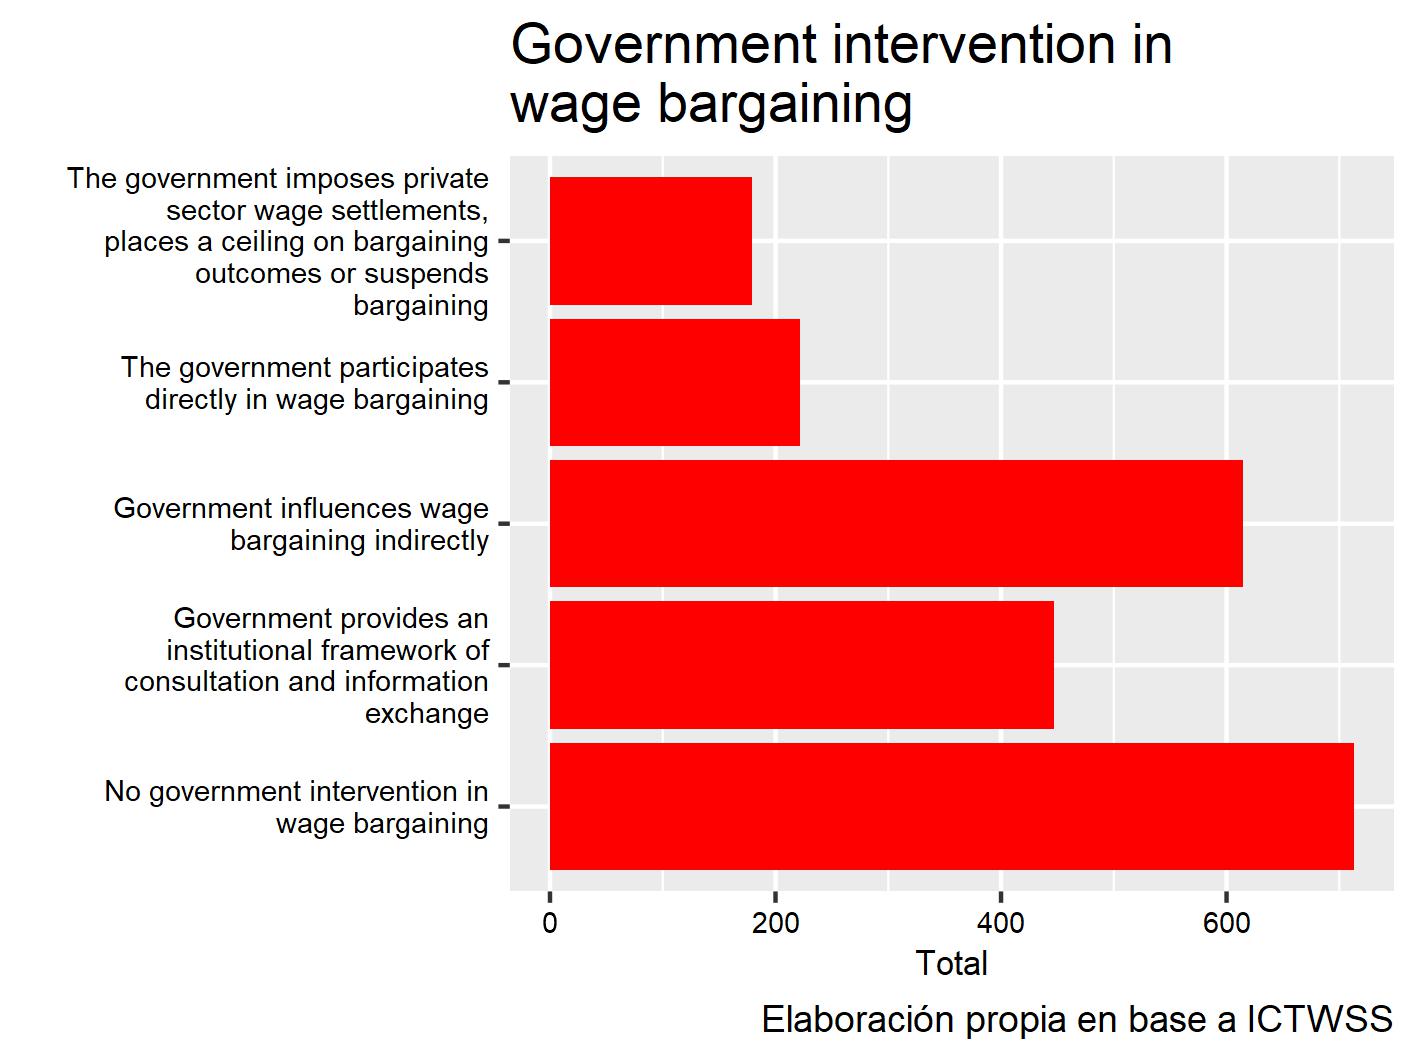 Government intervention in
wage bargaining
The government imposes private
sector wage settlements,
places a ceiling on bargaining
outcomes or suspends
bargaining
The government participates
directly in wage bargaining
Government influences wage
bargaining indirectly
Government provides an
institutional framework of
consultation and information
exchange
No government intervention in
wage bargaining
0 200 400 600
Total
Elaboración propia en base a ICTWSS